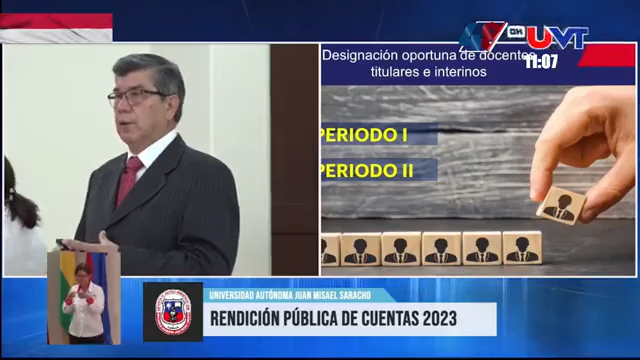 UVT
11:07
Designación oportuna de docentes
titulares e interinos
PERIODO I
PERIODO II
UNIVERSIDAD AUTÓNOMA JUAN MISAEL SARACHO
RENDICIÓN PÚBLICA DE CUENTAS 2023